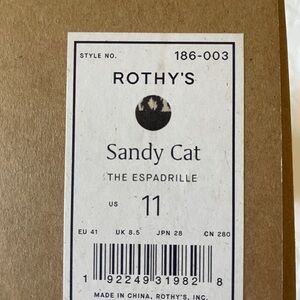 STYLE NO. 186-003
ROTHY'S
Sandy Cat
THE ESPADRILLE
US 11
EU 41 UK 8.5 JPN 28 CN 280
1 92249 31982 8
MADE IN CHINA, ROTHY'S, INC.